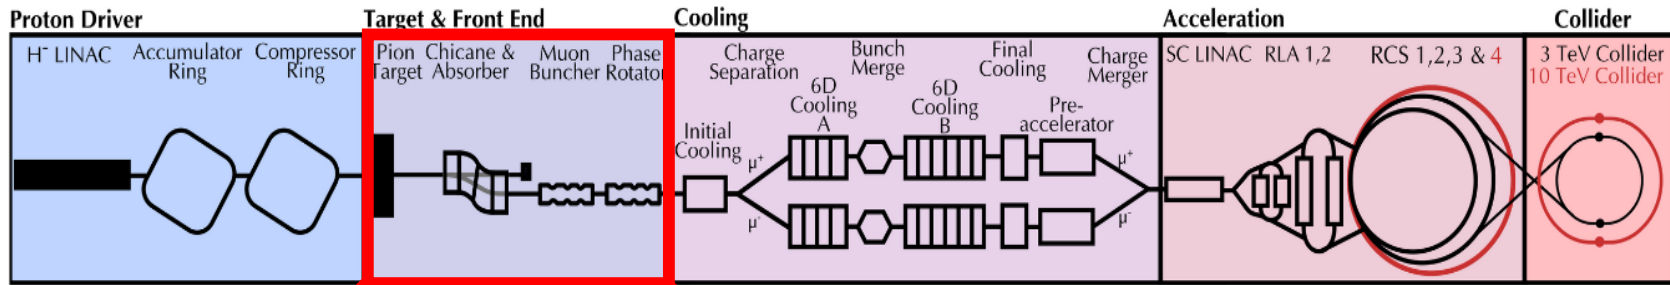 Proton Driver
H⁻ LINAC
Accumulator
Ring
Compressor
Ring
Target & Front End
Pion
Target
Chicane &
Absorber
Muon
Buncher
Phase
Rotator
Cooling
Initial
Cooling
Charge
Separation
μ⁺
μ⁻
6D
Cooling
A
Bunch
Merge
6D
Cooling
B
Final
Cooling
Pre-
accelerator
Charge
Merger
μ⁺
μ⁻
Acceleration
SC LINAC
RLA 1,2
RCS 1,2,3 & 4
Collider
3 TeV Collider
10 TeV Collider